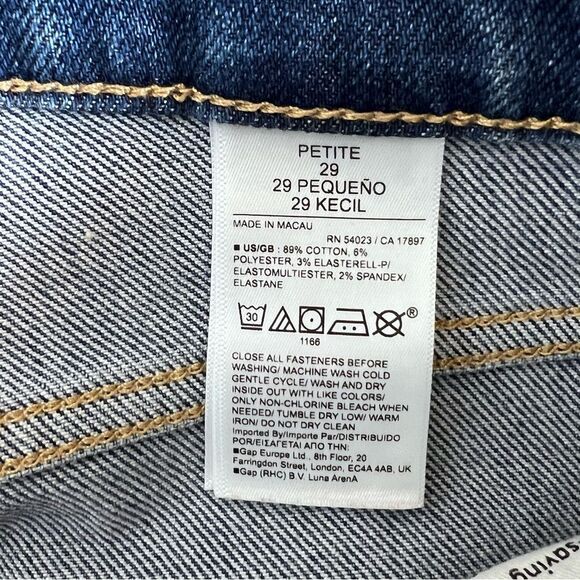 PETITE
29
29 PEQUEÑO
29 KECIL
MADE IN MACAU
RN 54023 / CA 17897
■ US/GB : 89% COTTON, 6%
POLYESTER, 3% ELASTERELL-P/
ELASTOMULTIESTER, 2% SPANDEX/
ELASTANE
30
®
1166
CLOSE ALL FASTENERS BEFORE
WASHING/ MACHINE WASH COLD
GENTLE CYCLE/ WASH AND DRY
INSIDE OUT WITH LIKE COLORS/
ONLY NON-CHLORINE BLEACH WHEN
NEEDED/ TUMBLE DRY LOW/ WARM
IRON/ DO NOT DRY CLEAN
Imported By/Importe Par/DISTRIBUIDO
POR/ΕΙΣΑΓΕΤΑΙ ΑΠΟ ΤΗΝ :
■Gap Europe Ltd., 8th Floor, 20
Farringdon Street, London, EC4A 4AB, UK
■Gap (RHC) B.V. Luna ArenA
saving